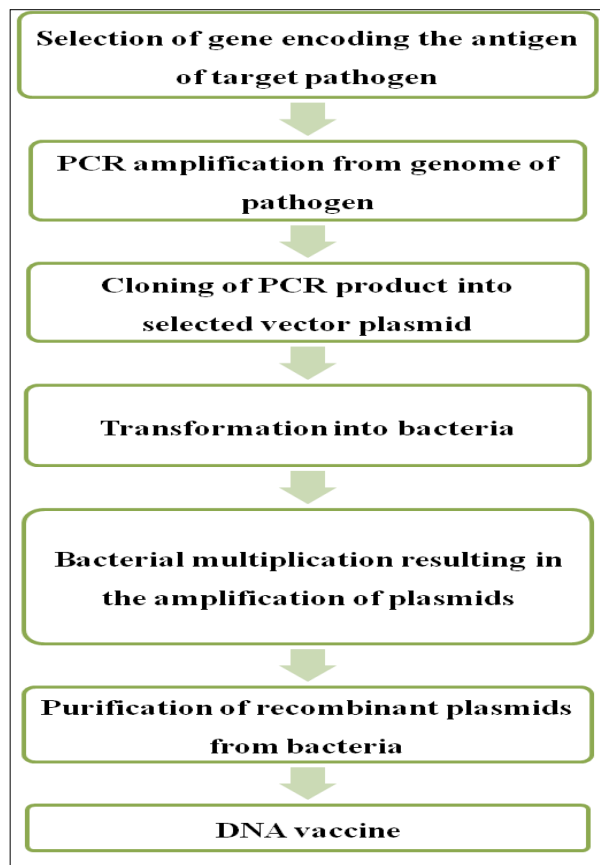 Selection of gene encoding the antigen
of target pathogen
PCR amplification from genome of
pathogen
Cloning of PCR product into
selected vector plasmid
Transformation into bacteria
Bacterial multiplication resulting in
the amplification of plasmids
Purification of recombinant plasmids
from bacteria
DNA vaccine